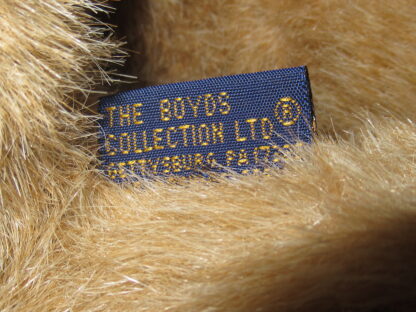 THE BOYDS
COLLECTION LTD ®
GETTYSBURG PA